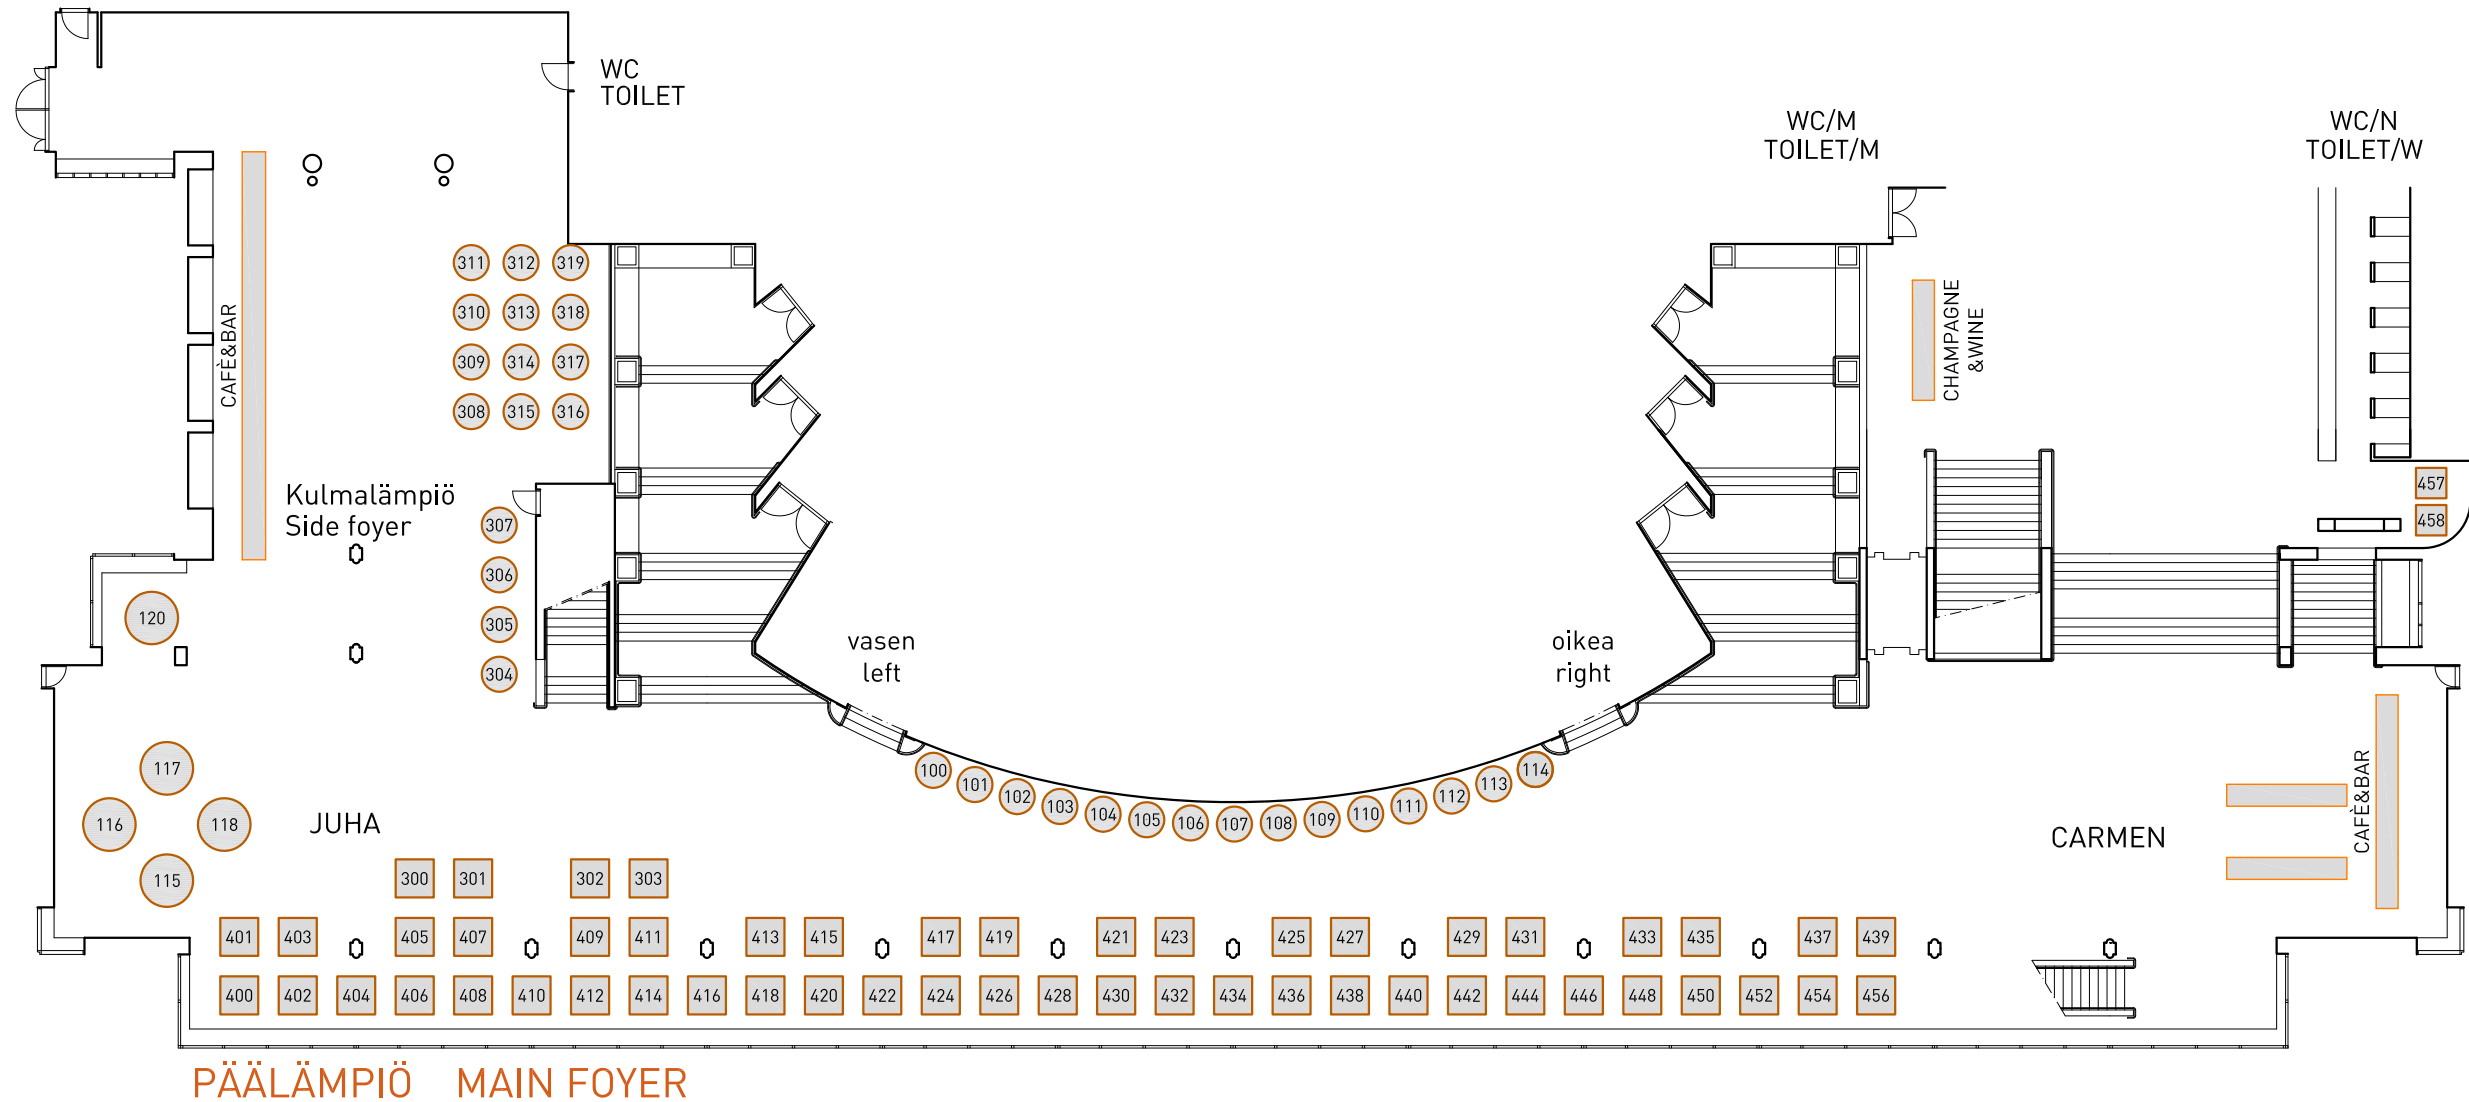 WC
TOILET
WC/M
TOILET/M
WC/N
TOILET/W
311 312 319
310 313 318
309 314 317
308 315 316
CAFÈ&BAR
CHAMPAGNE
&WINE
Kulmalämpiö
Side foyer
307
306
305
304
457
458
120
vasen
left
oikea
right
117
116 118
115
JUHA
100 101 102 103 104 105 106 107 108 109 110 111 112 113 114
CARMEN
CAFÈ&BAR
300 301 302 303
401 403 405 407 409 411 413 415 417 419 421 423 425 427 429 431 433 435 437 439
400 402 404 406 408 410 412 414 416 418 420 422 424 426 428 430 432 434 436 438 440 442 444 446 448 450 452 454 456
PÄÄLÄMPIÖ MAIN FOYER